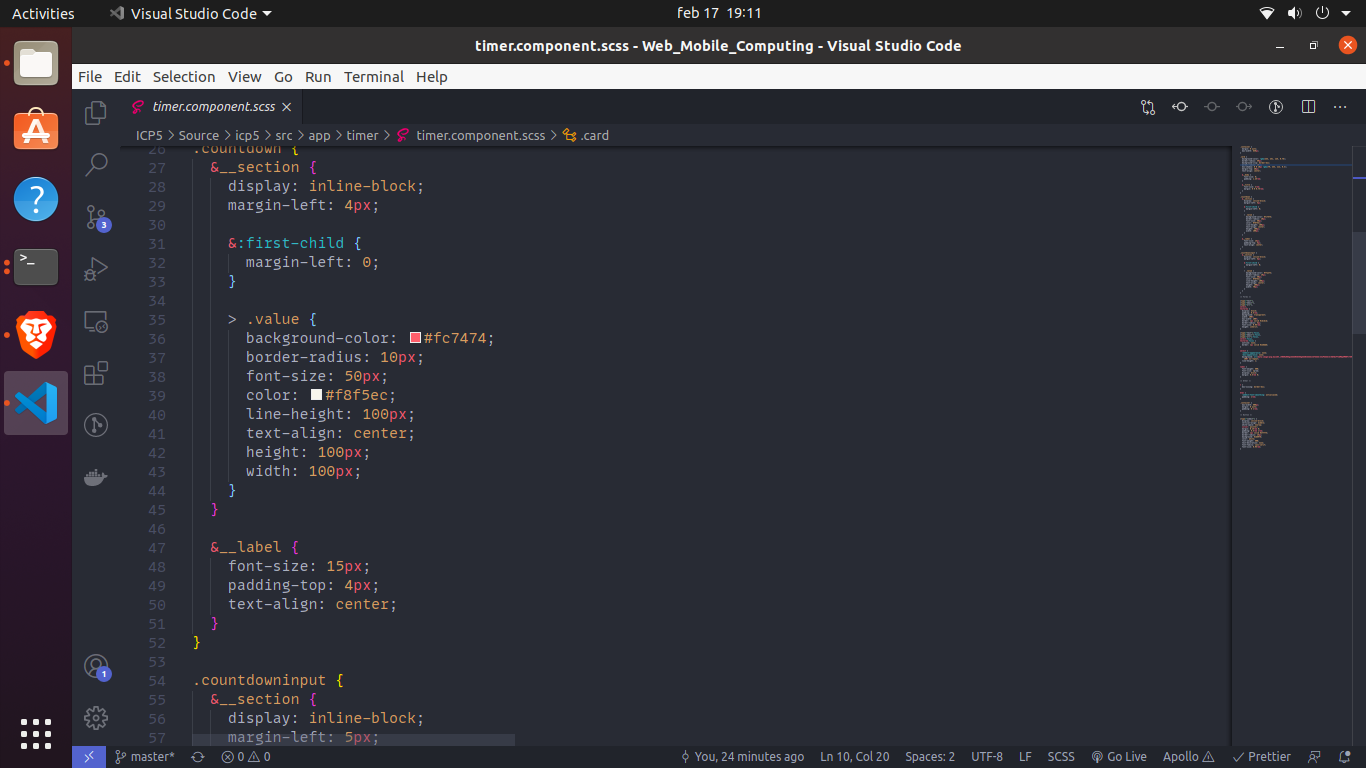 Activities
Visual Studio Code
feb 17 19:11
timer.component.scss - Web_Mobile_Computing - Visual Studio Code
File Edit Selection View Go Run Terminal Help
timer.component.scss
ICP5 > Source > icp5 > src > app > timer > timer.component.scss > .card
26 .countdown {
27 &__section {
28 display: inline-block;
29 margin-left: 4px;
30
31 &:first-child {
32 margin-left: 0;
33 }
34
35 > .value {
36 background-color: #fc7474;
37 border-radius: 10px;
38 font-size: 50px;
39 color: #f8f5ec;
40 line-height: 100px;
41 text-align: center;
42 height: 100px;
43 width: 100px;
44 }
45 }
46
47 &__label {
48 font-size: 15px;
49 padding-top: 4px;
50 text-align: center;
51 }
52 }
53
54 .countdowninput {
55 &__section {
56 display: inline-block;
57 margin-left: 5px;
3
1
master*
0 0
You, 24 minutes ago
Ln 10, Col 20
Spaces: 2
UTF-8
LF
SCSS
Go Live
Apollo
Prettier